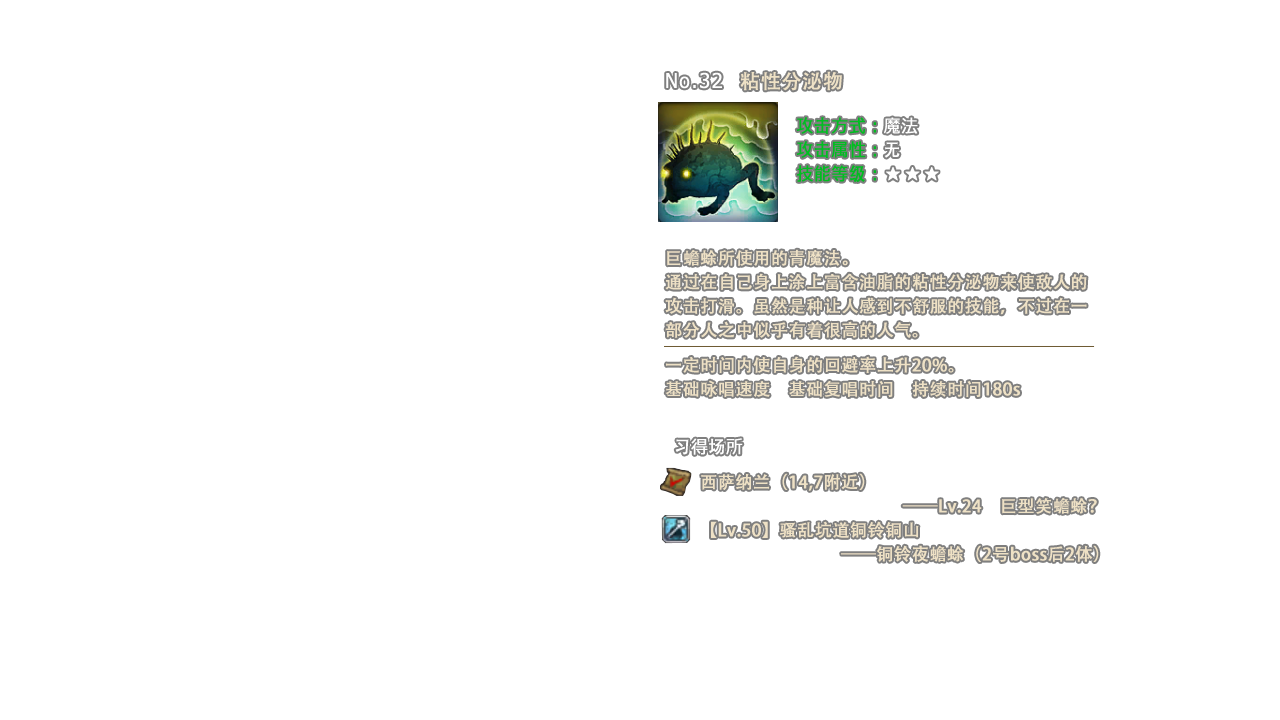 No.32 粘性分泌物
攻击方式：魔法
攻击属性：无
技能等级：★★★
巨蟾蜍所使用的青魔法。
通过在自己身上涂上富含油脂的粘性分泌物来使敌人的
攻击打滑。虽然是种让人感到不舒服的技能，不过在一
部分人之中似乎有着很高的人气。
一定时间内使自身的回避率上升20%。
基础咏唱速度 基础复唱时间 持续时间180s
习得场所
西萨纳兰（14,7附近）
——Lv.24 巨型笑蟾蜍？
【Lv.50】骚乱坑道铜铃铜山
——铜铃夜蟾蜍（2号boss后2体）